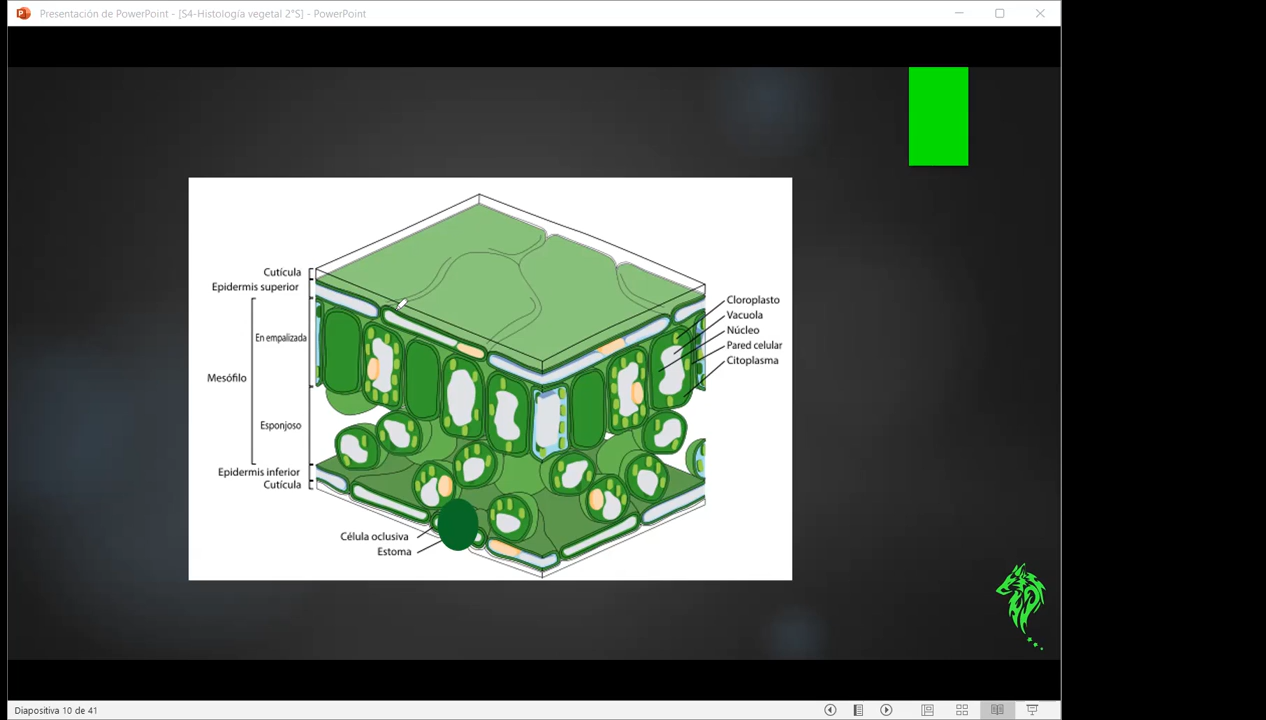 Presentación de PowerPoint - [S4-Histología vegetal 2°S] - PowerPoint
Cutícula
Epidermis superior
En empalizada
Mesófilo
Esponjoso
Epidermis inferior
Cutícula
Célula oclusiva
Estoma
Cloroplasto
Vacuola
Núcleo
Pared celular
Citoplasma
Diapositiva 10 de 41